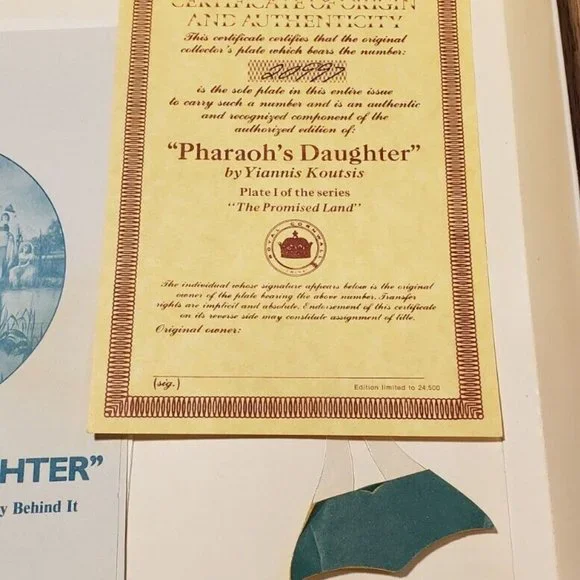 CERTIFICATE OF ORIGIN
AND AUTHENTICITY
This certificate certifies that the original
collector's plate which bears the number:
is the sole plate in this entire issue
to carry such a number and is an authentic
and recognized component of the
authorized edition of:
"Pharaoh's Daughter"
by Yiannis Koutsis
Plate I of the series
"The Promised Land"
ROYAL CORNWALL
CHINA
The individual whose signature appears below is the original
owner of the plate bearing the above number. Transfer
rights are implicit and absolute. Endorsement of this certificate
on its reverse side may constitute assignment of title.
Original owner:
(sig.)
Edition limited to 24,500
GHTER"
y Behind It